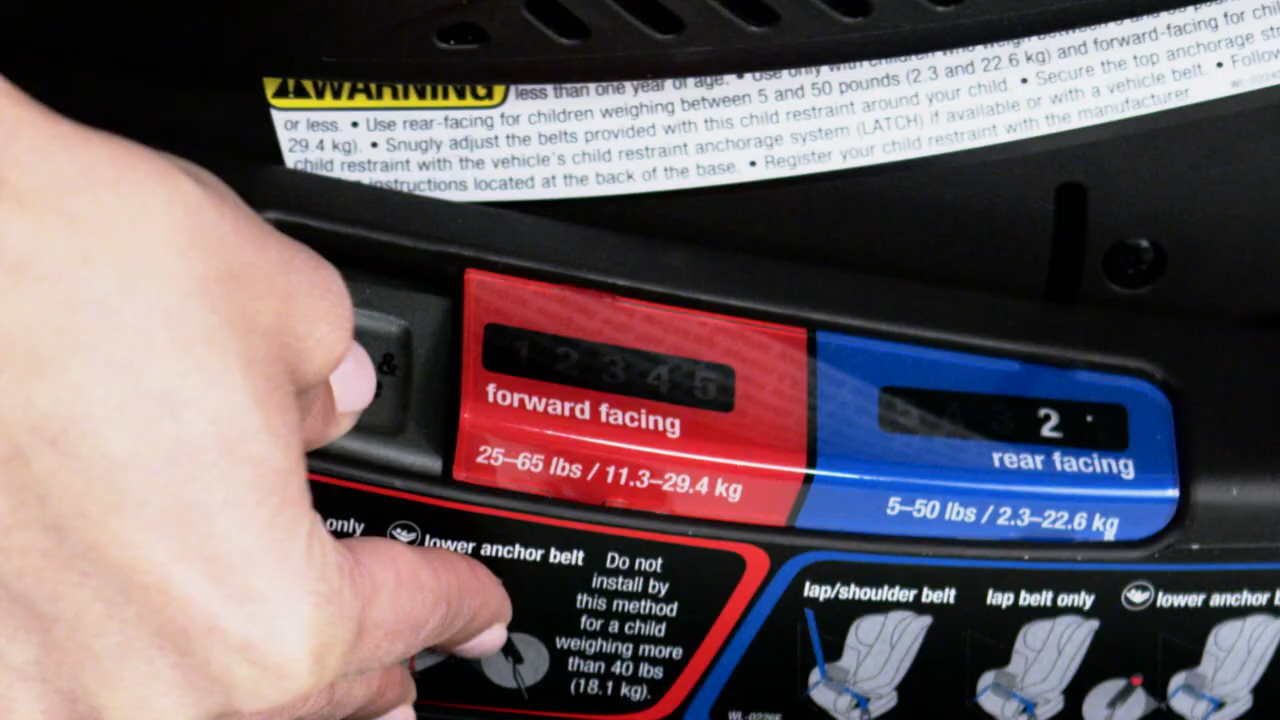 WARNING less than one year of age. • Use only with children who weigh between
or less. • Use rear-facing for children weighing between 5 and 50 pounds (2.3 and 22.6 kg) and forward-facing for
29.4 kg). • Snugly adjust the belts provided with this child restraint around your child. • Secure the top anchorage
child restraint with the vehicle's child restraint anchorage system (LATCH) if available or with a vehicle belt. • Follow
instructions located at the back of the base. • Register your child restraint with the manufacturer
&
1 2 3 4 5
forward facing
25–65 lbs / 11.3–29.4 kg
4 3 2
rear facing
5–50 lbs / 2.3–22.6 kg
only
lower anchor belt
Do not
install by
this method
for a child
weighing more
than 40 lbs
(18.1 kg).
lap/shoulder belt
lap belt only
lower anchor